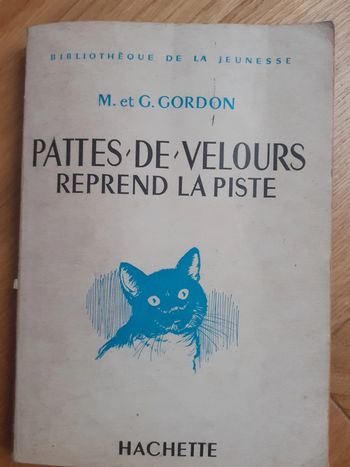 BIBLIOTHÈQUE DE LA JEUNESSE
M. et G. GORDON
PATTES-DE-VELOURS
REPREND LA PISTE
HACHETTE